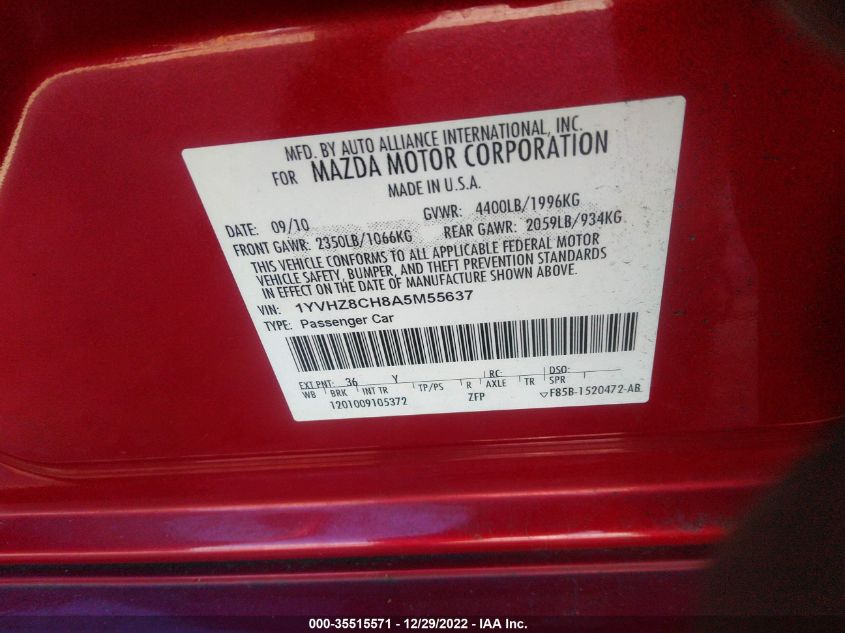 MFD. BY AUTO ALLIANCE INTERNATIONAL, INC.
FOR MAZDA MOTOR CORPORATION
MADE IN U.S.A.
DATE: 09/10 GVWR: 4400LB/1996KG
FRONT GAWR: 2350LB/1066KG REAR GAWR: 2059LB/934KG
THIS VEHICLE CONFORMS TO ALL APPLICABLE FEDERAL MOTOR
VEHICLE SAFETY, BUMPER, AND THEFT PREVENTION STANDARDS
IN EFFECT ON THE DATE OF MANUFACTURE SHOWN ABOVE.
VIN: 1YVHZ8CH8A5M55637
TYPE: Passenger Car
EXT PNT: 36 Y RC: DSO:
WB BRK INT TR TP/PS R AXLE TR SPR
1201009105372 ZFP ▽F85B-1520472-AB
000-35515571 - 12/29/2022 - IAA Inc.